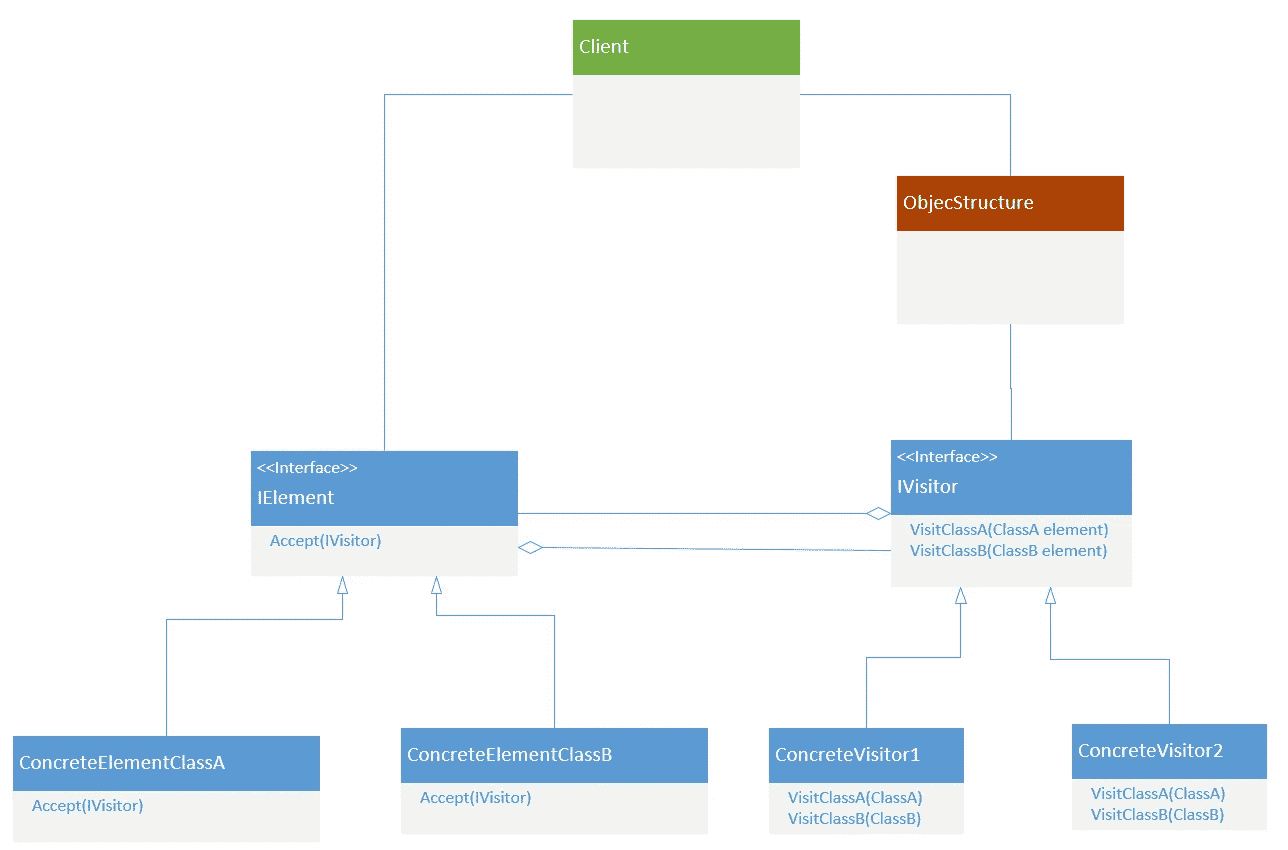 Client
ObjecStructure
<<Interface>>
IElement
Accept(IVisitor)
<<Interface>>
IVisitor
VisitClassA(ClassA element)
VisitClassB(ClassB element)
ConcreteElementClassA
Accept(IVisitor)
ConcreteElementClassB
Accept(IVisitor)
ConcreteVisitor1
VisitClassA(ClassA)
VisitClassB(ClassB)
ConcreteVisitor2
VisitClassA(ClassA)
VisitClassB(ClassB)